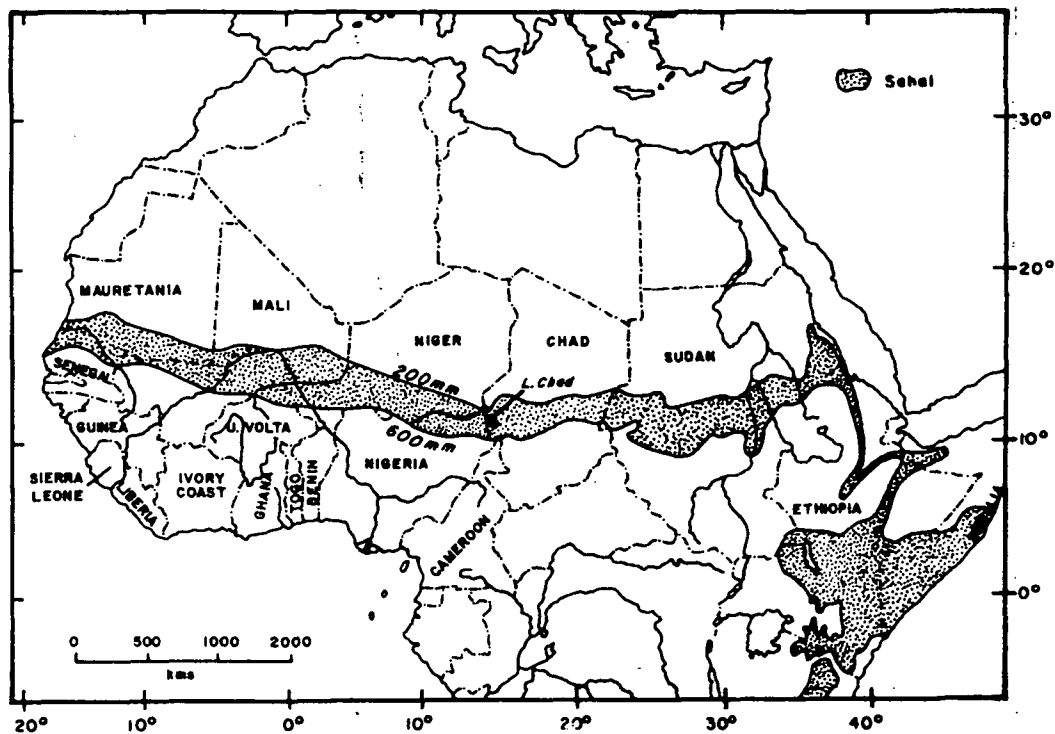 Sahel
30°
20°
MAURETANIA
MALI
NIGER
CHAD
SUDAN
200mm
L. Chad
SENEGAL
10°
600mm
GUINEA
U. VOLTA
NIGERIA
SIERRA
LEONE
IVORY
COAST
LIBERIA
GHANA
TOGO
BENIN
ETHIOPIA
CAMEROON
0°
0 500 1000 2000
kms
20° 10° 0° 10° 20° 30° 40°